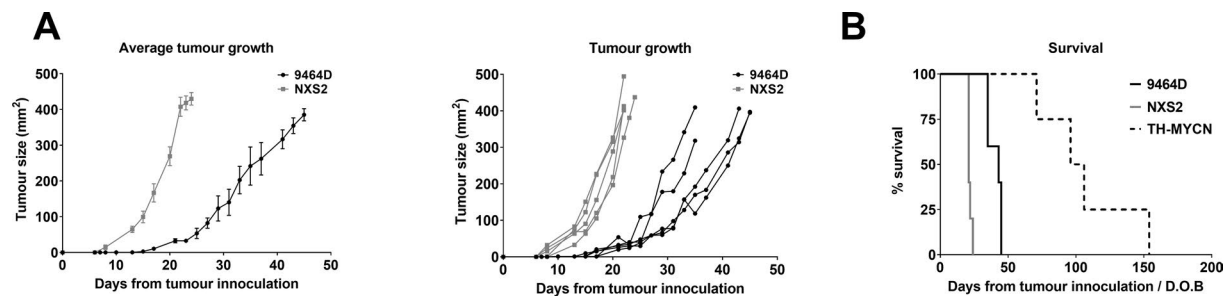 A
Average tumour growth
Tumour size (mm²)
500
400
300
200
100
0
0 10 20 30 40 50
Days from tumour innoculation
9464D
NXS2
Tumour growth
Tumour size (mm²)
500
400
300
200
100
0
0 10 20 30 40 50
Days from tumour innoculation
9464D
NXS2
B
Survival
% survival
100
75
50
25
0
0 50 100 150 200
Days from tumour innoculation / D.O.B
9464D
NXS2
TH-MYCN